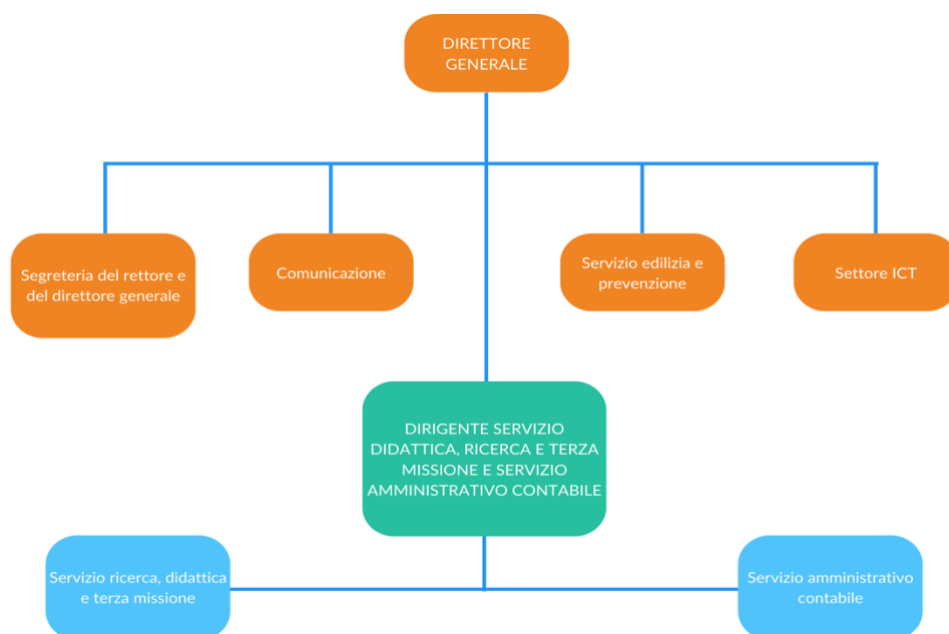 DIRETTORE
GENERALE
Segreteria del rettore e
del direttore generale
Comunicazione
Servizio edilizia e
prevenzione
Settore ICT
DIRIGENTE SERVIZIO
DIDATTICA, RICERCA E TERZA
MISSIONE E SERVIZIO
AMMINISTRATIVO CONTABILE
Servizio ricerca, didattica
e terza missione
Servizio amministrativo
contabile